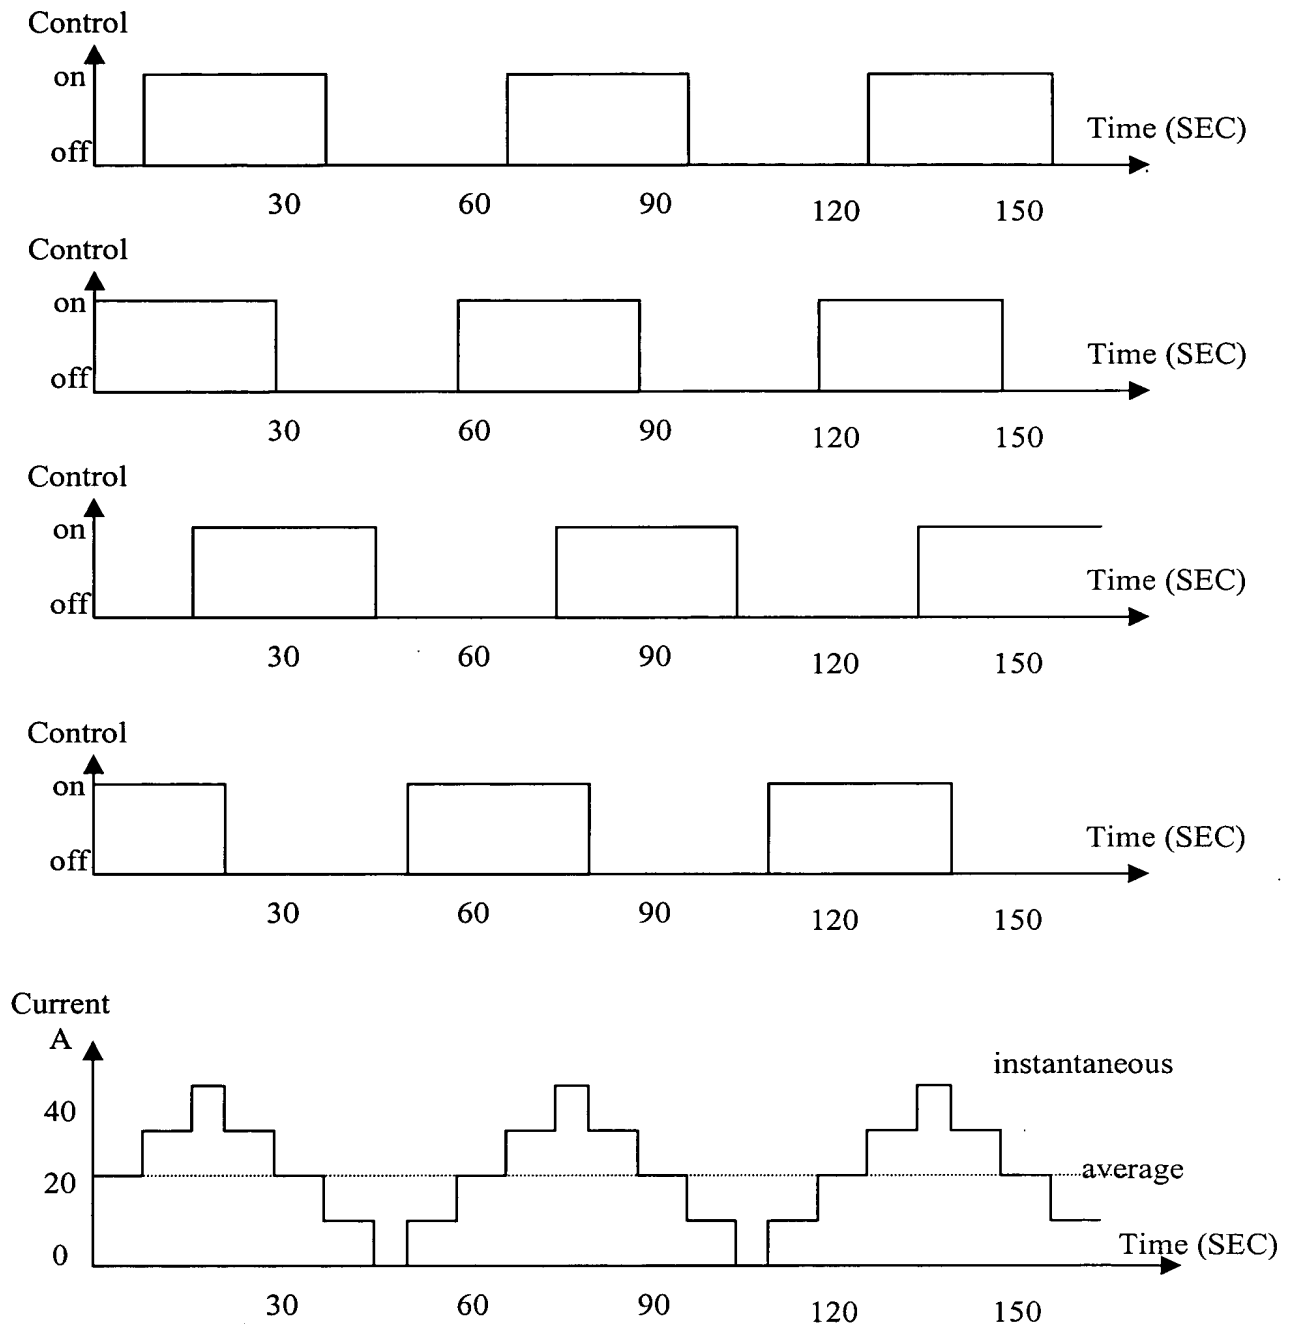 Control
on
off
Time (SEC)
30 60 90 120 150
Control
on
off
Time (SEC)
30 60 90 120 150
Control
on
off
Time (SEC)
30 60 90 120 150
Control
on
off
Time (SEC)
30 60 90 120 150
Current
A
instantaneous
40
average
20
0
Time (SEC)
30 60 90 120 150